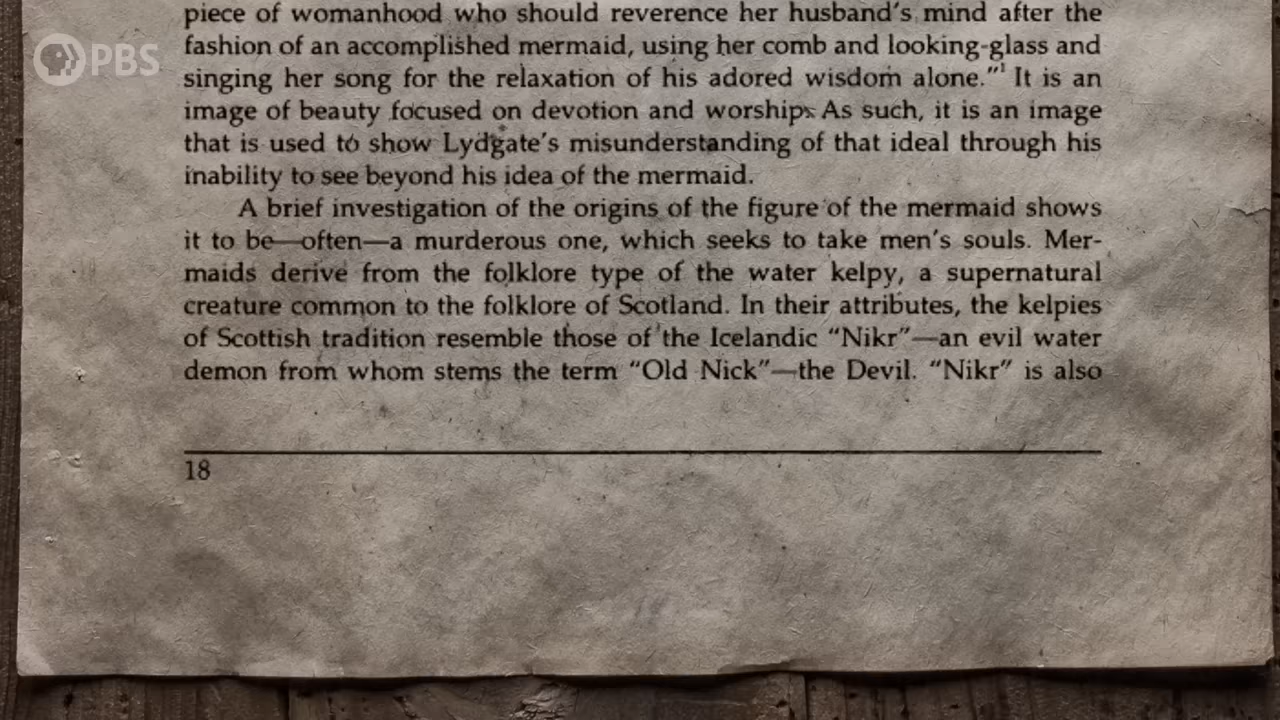 PBS
piece of womanhood who should reverence her husband's mind after the
fashion of an accomplished mermaid, using her comb and looking-glass and
singing her song for the relaxation of his adored wisdom alone."1 It is an
image of beauty focused on devotion and worship. As such, it is an image
that is used to show Lydgate's misunderstanding of that ideal through his
inability to see beyond his idea of the mermaid.
A brief investigation of the origins of the figure of the mermaid shows
it to be—often—a murderous one, which seeks to take men's souls. Mer-
maids derive from the folklore type of the water kelpy, a supernatural
creature common to the folklore of Scotland. In their attributes, the kelpies
of Scottish tradition resemble those of the Icelandic "Nikr"—an evil water
demon from whom stems the term "Old Nick"—the Devil. "Nikr" is also
18